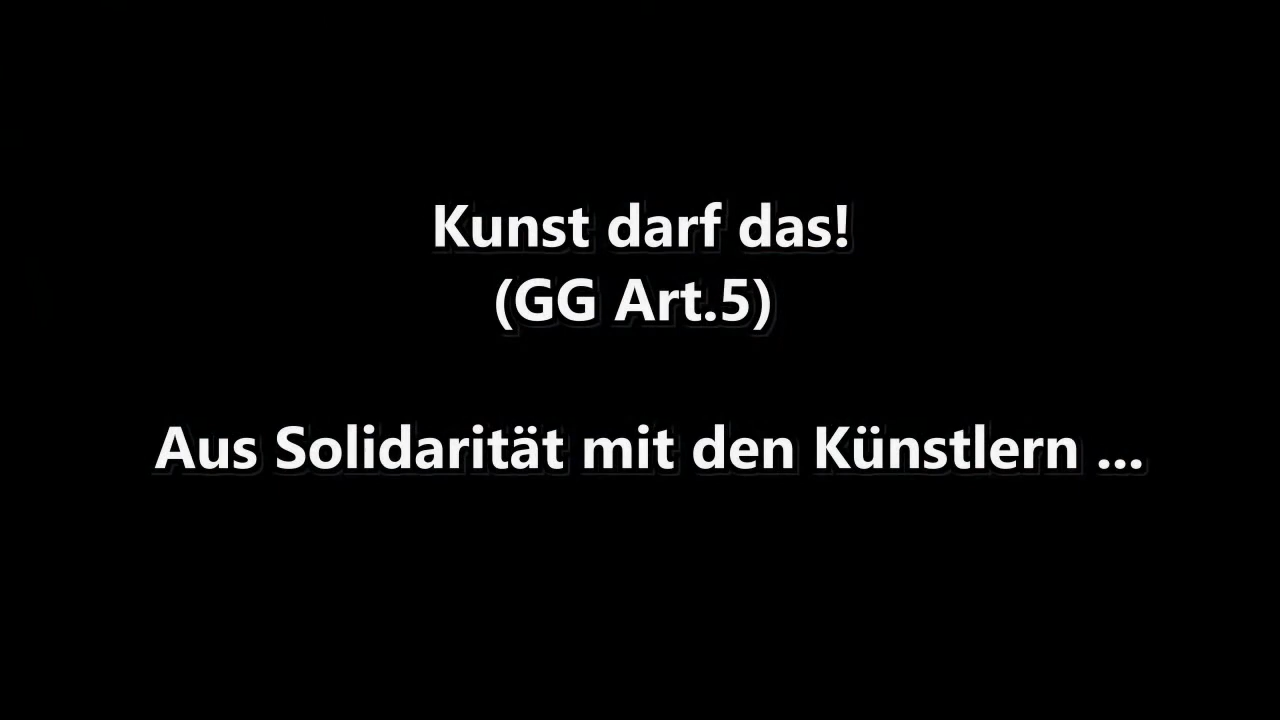 Kunst darf das!
(GG Art.5)
Aus Solidarität mit den Künstlern ...